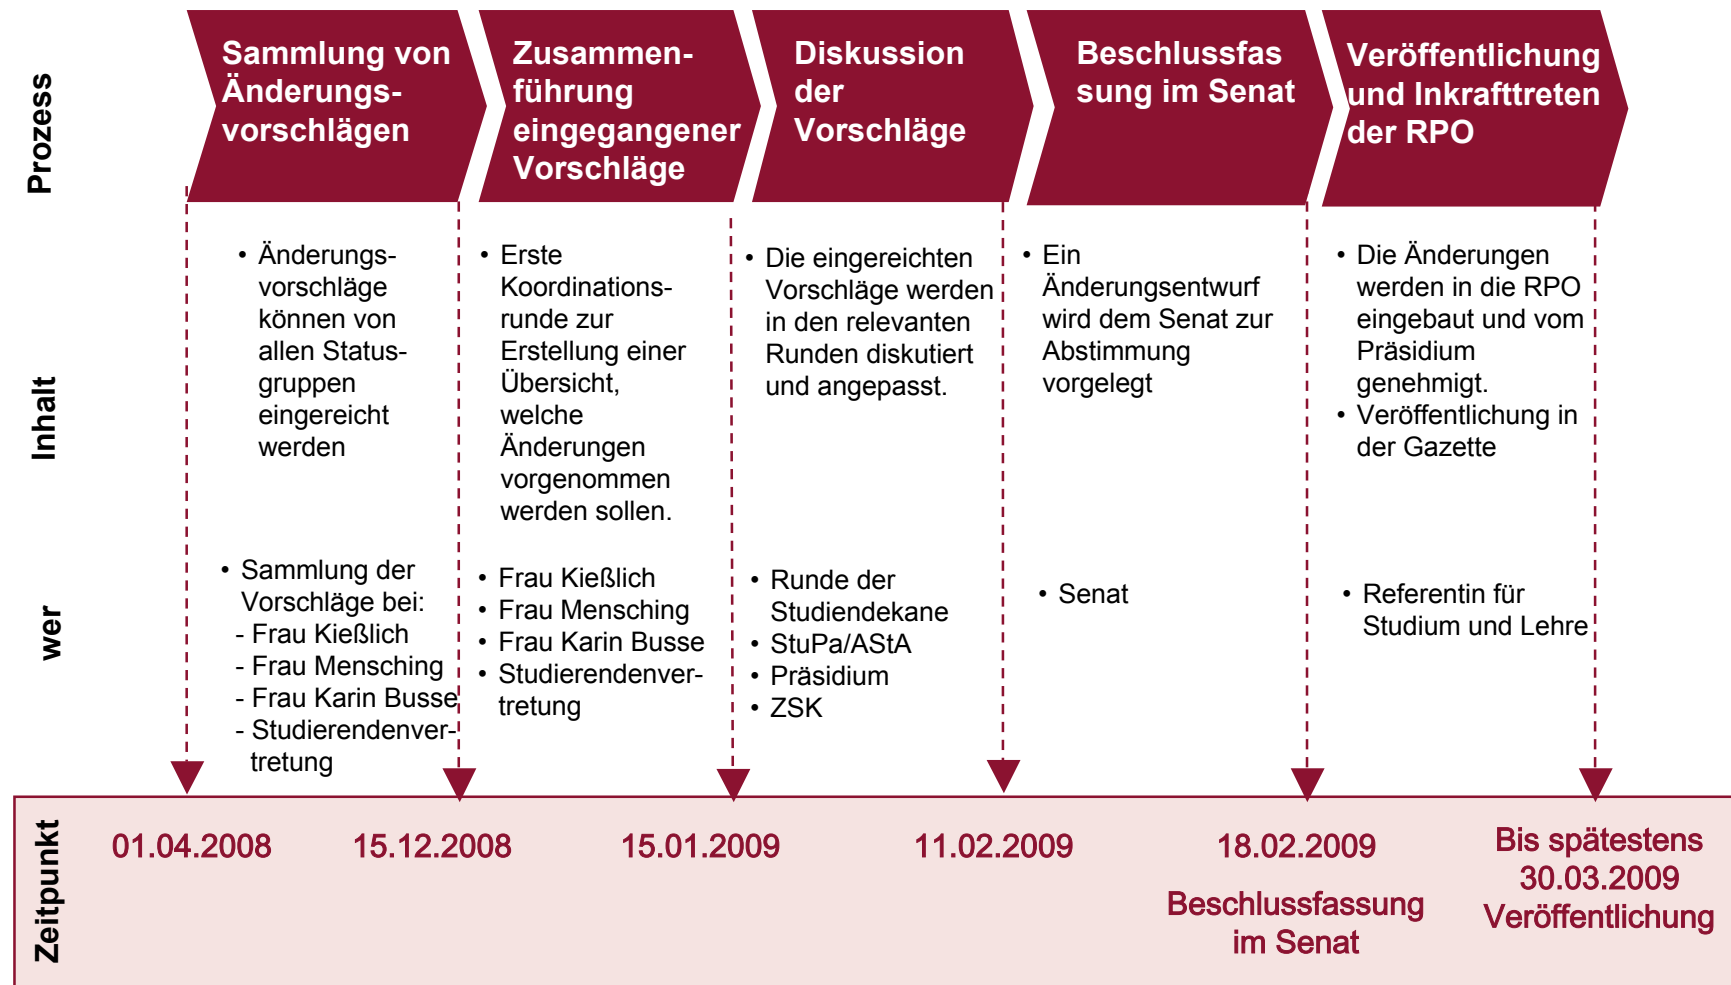 Prozess
Sammlung von
Änderungs-
vorschlägen
Zusammen-
führung
eingegangener
Vorschläge
Diskussion
der
Vorschläge
Beschlussfas
sung im Senat
Veröffentlichung
und Inkrafttreten
der RPO
Inhalt
• Änderungs-
vorschläge
können von
allen Status-
gruppen
eingereicht
werden
• Erste
Koordinations-
runde zur
Erstellung einer
Übersicht,
welche
Änderungen
vorgenommen
werden sollen.
• Die eingereichten
Vorschläge werden
in den relevanten
Runden diskutiert
und angepasst.
• Ein
Änderungsentwurf
wird dem Senat zur
Abstimmung
vorgelegt
• Die Änderungen
werden in die RPO
eingebaut und vom
Präsidium
genehmigt.
• Veröffentlichung in
der Gazette
wer
• Sammlung der
Vorschläge bei:
- Frau Kießlich
- Frau Mensching
- Frau Karin Busse
- Studierendenver-
tretung
• Frau Kießlich
• Frau Mensching
• Frau Karin Busse
• Studierendenver-
tretung
• Runde der
Studiendekane
• StuPa/AStA
• Präsidium
• ZSK
• Senat
• Referentin für
Studium und Lehre
Zeitpunkt
01.04.2008
15.12.2008
15.01.2009
11.02.2009
18.02.2009
Beschlussfassung
im Senat
Bis spätestens
30.03.2009
Veröffentlichung